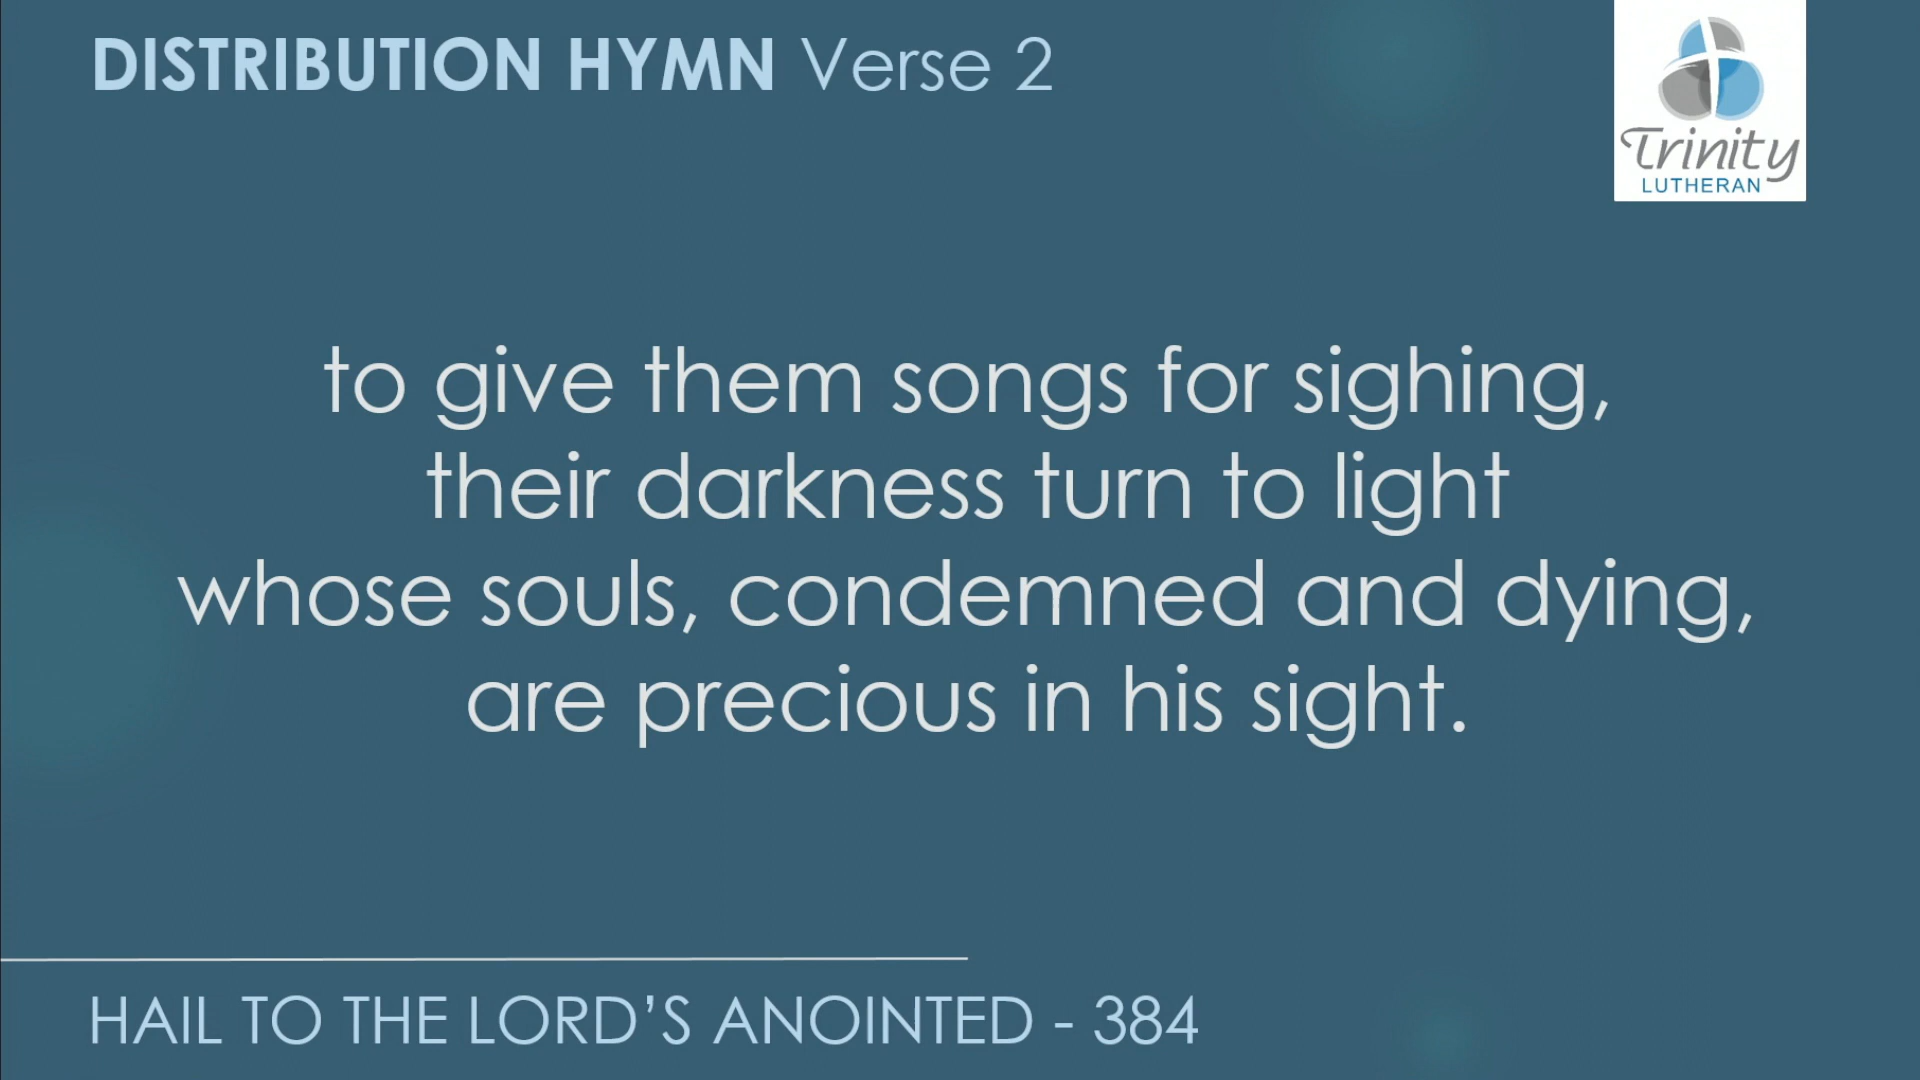 DISTRIBUTION HYMN Verse 2
Trinity
LUTHERAN
to give them songs for sighing,
their darkness turn to light
whose souls, condemned and dying,
are precious in his sight.
HAIL TO THE LORD’S ANOINTED - 384